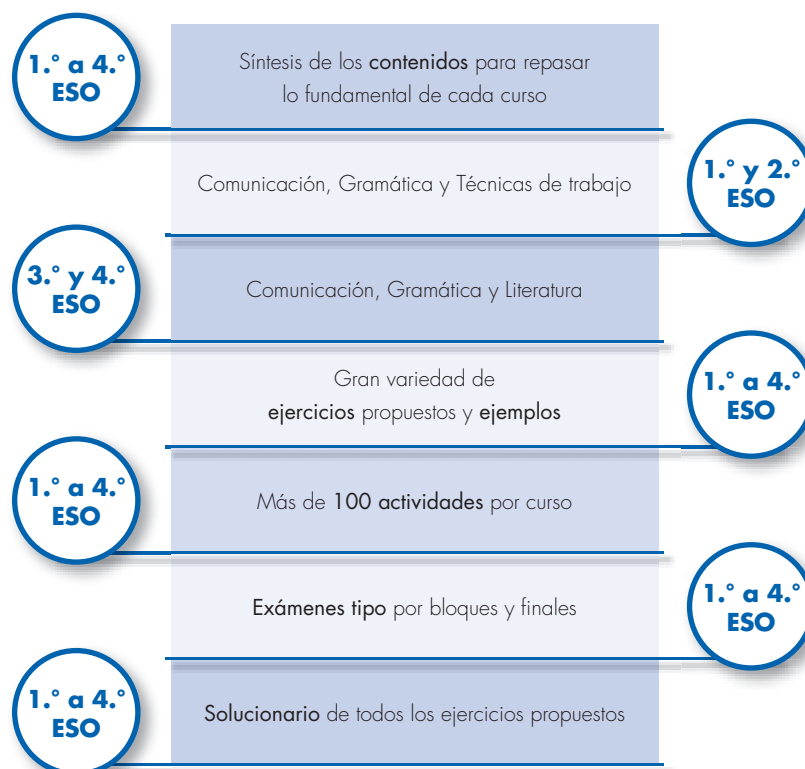 1.° a 4.°
ESO
Síntesis de los contenidos para repasar
lo fundamental de cada curso
Comunicación, Gramática y Técnicas de trabajo
1.° y 2.°
ESO
3.° y 4.°
ESO
Comunicación, Gramática y Literatura
Gran variedad de
ejercicios propuestos y ejemplos
1.° a 4.°
ESO
1.° a 4.°
ESO
Más de 100 actividades por curso
Exámenes tipo por bloques y finales
1.° a 4.°
ESO
1.° a 4.°
ESO
Solucionario de todos los ejercicios propuestos